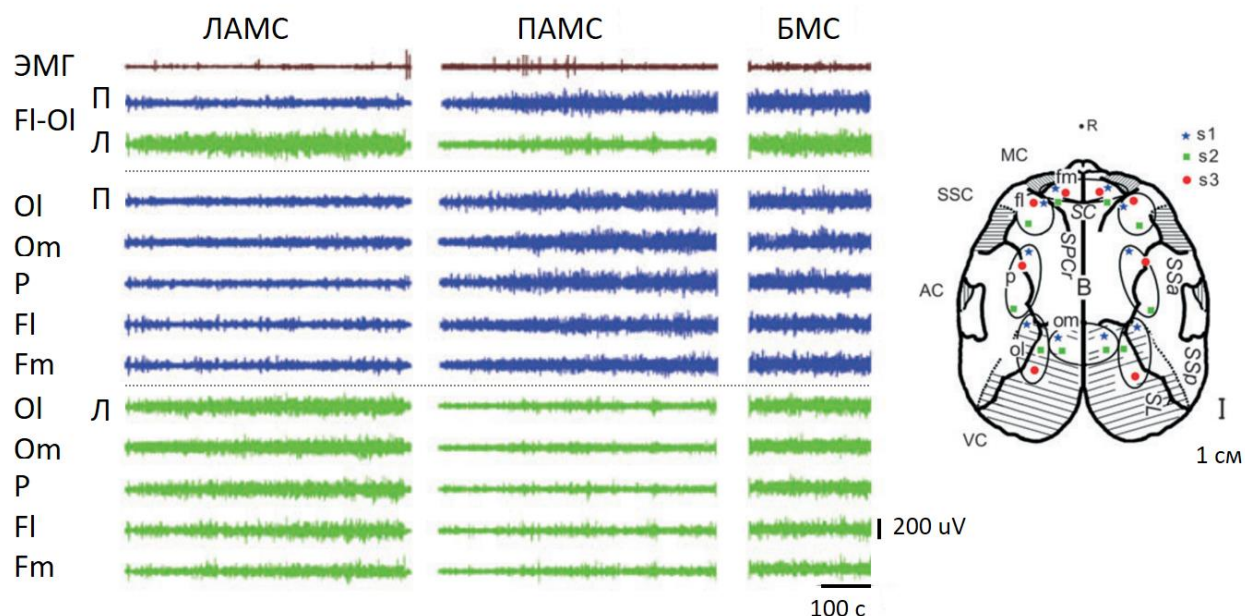 ЛАМС ПАМС БМС
ЭМГ
Fl-Ol П
Л
Ol П
Om
P
Fl
Fm
Ol Л
Om
P
Fl
Fm
200 uV
100 с
R
s1
s2
s3
MC
fm
SSC
fl
SC
SPCr
AC
p
B
SSa
om
ol
SSp
SL
VC
I
1 см